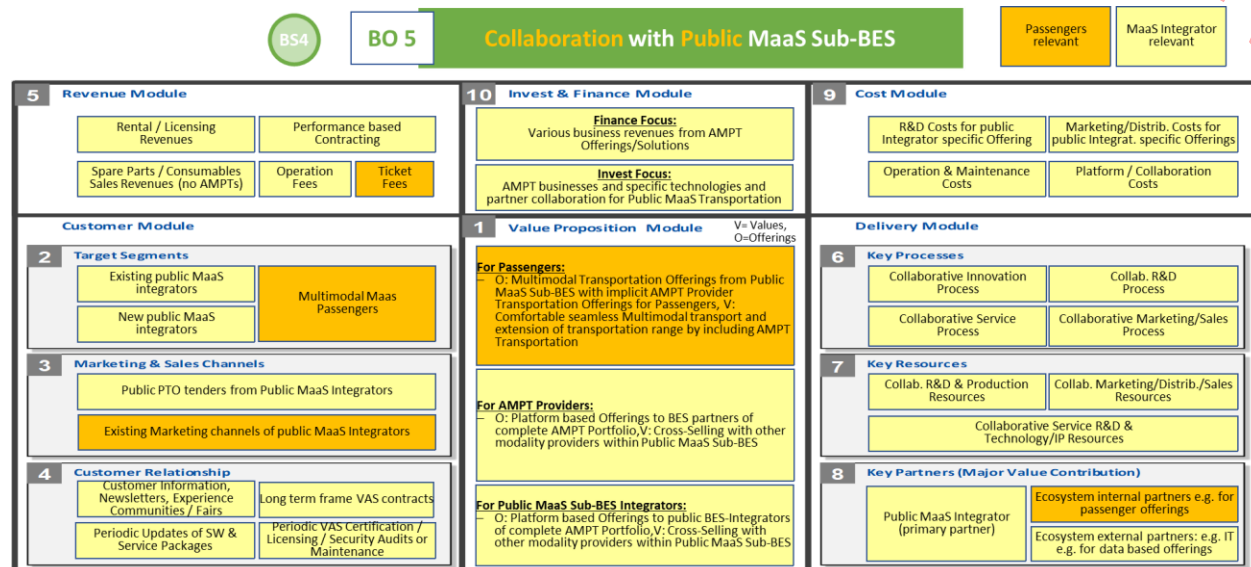 BS4
BO 5
Collaboration with Public MaaS Sub-BES
Passengers
relevant
MaaS Integrator
relevant
5
Revenue Module
Rental / Licensing
Revenues
Performance based
Contracting
Spare Parts / Consumables
Sales Revenues (no AMPTs)
Operation
Fees
Ticket
Fees
10
Invest & Finance Module
Finance Focus:
Various business revenues from AMPT
Offerings/Solutions
Invest Focus:
AMPT businesses and specific technologies and
partner collaboration for Public MaaS Transportation
9
Cost Module
R&D Costs for public
Integrator specific Offering
Marketing/Distrib. Costs for
public Integrat. specific Offerings
Operation & Maintenance
Costs
Platform / Collaboration
Costs
Customer Module
2
Target Segments
Existing public MaaS
integrators
New public MaaS
integrators
Multimodal Maas
Passengers
3
Marketing & Sales Channels
Public PTO tenders from Public MaaS Integrators
Existing Marketing channels of public MaaS Integrators
4
Customer Relationship
Customer Information,
Newsletters, Experience
Communities / Fairs
Long term frame VAS contracts
Periodic Updates of SW &
Service Packages
Periodic VAS Certification /
Licensing / Security Audits or
Maintenance
1
Value Proposition Module
V= Values,
O=Offerings
For Passengers:
– O: Multimodal Transportation Offerings from Public
MaaS Sub-BES with implicit AMPT Provider
Transportation Offerings for Passengers, V:
Comfortable seamless Multimodal transport and
extension of transportation range by including AMPT
Transportation
For AMPT Providers:
– O: Platform based Offerings to BES partners of
complete AMPT Portfolio,V: Cross-Selling with other
modality providers within Public MaaS Sub-BES
For Public MaaS Sub-BES Integrators:
– O: Platform based Offerings to public BES-Integrators
of complete AMPT Portfolio,V: Cross-Selling with
other modality providers within Public MaaS Sub-BES
Delivery Module
6
Key Processes
Collaborative Innovation
Process
Collab. R&D
Process
Collaborative Service
Process
Collaborative Marketing/Sales
Process
7
Key Resources
Collab. R&D & Production
Resources
Collab. Marketing/Distrib./Sales
Resources
Collaborative Service R&D &
Technology/IP Resources
8
Key Partners (Major Value Contribution)
Public MaaS Integrator
(primary partner)
Ecosystem internal partners e.g. for
passenger offerings
Ecosystem external partners: e.g. IT
e.g. for data based offerings